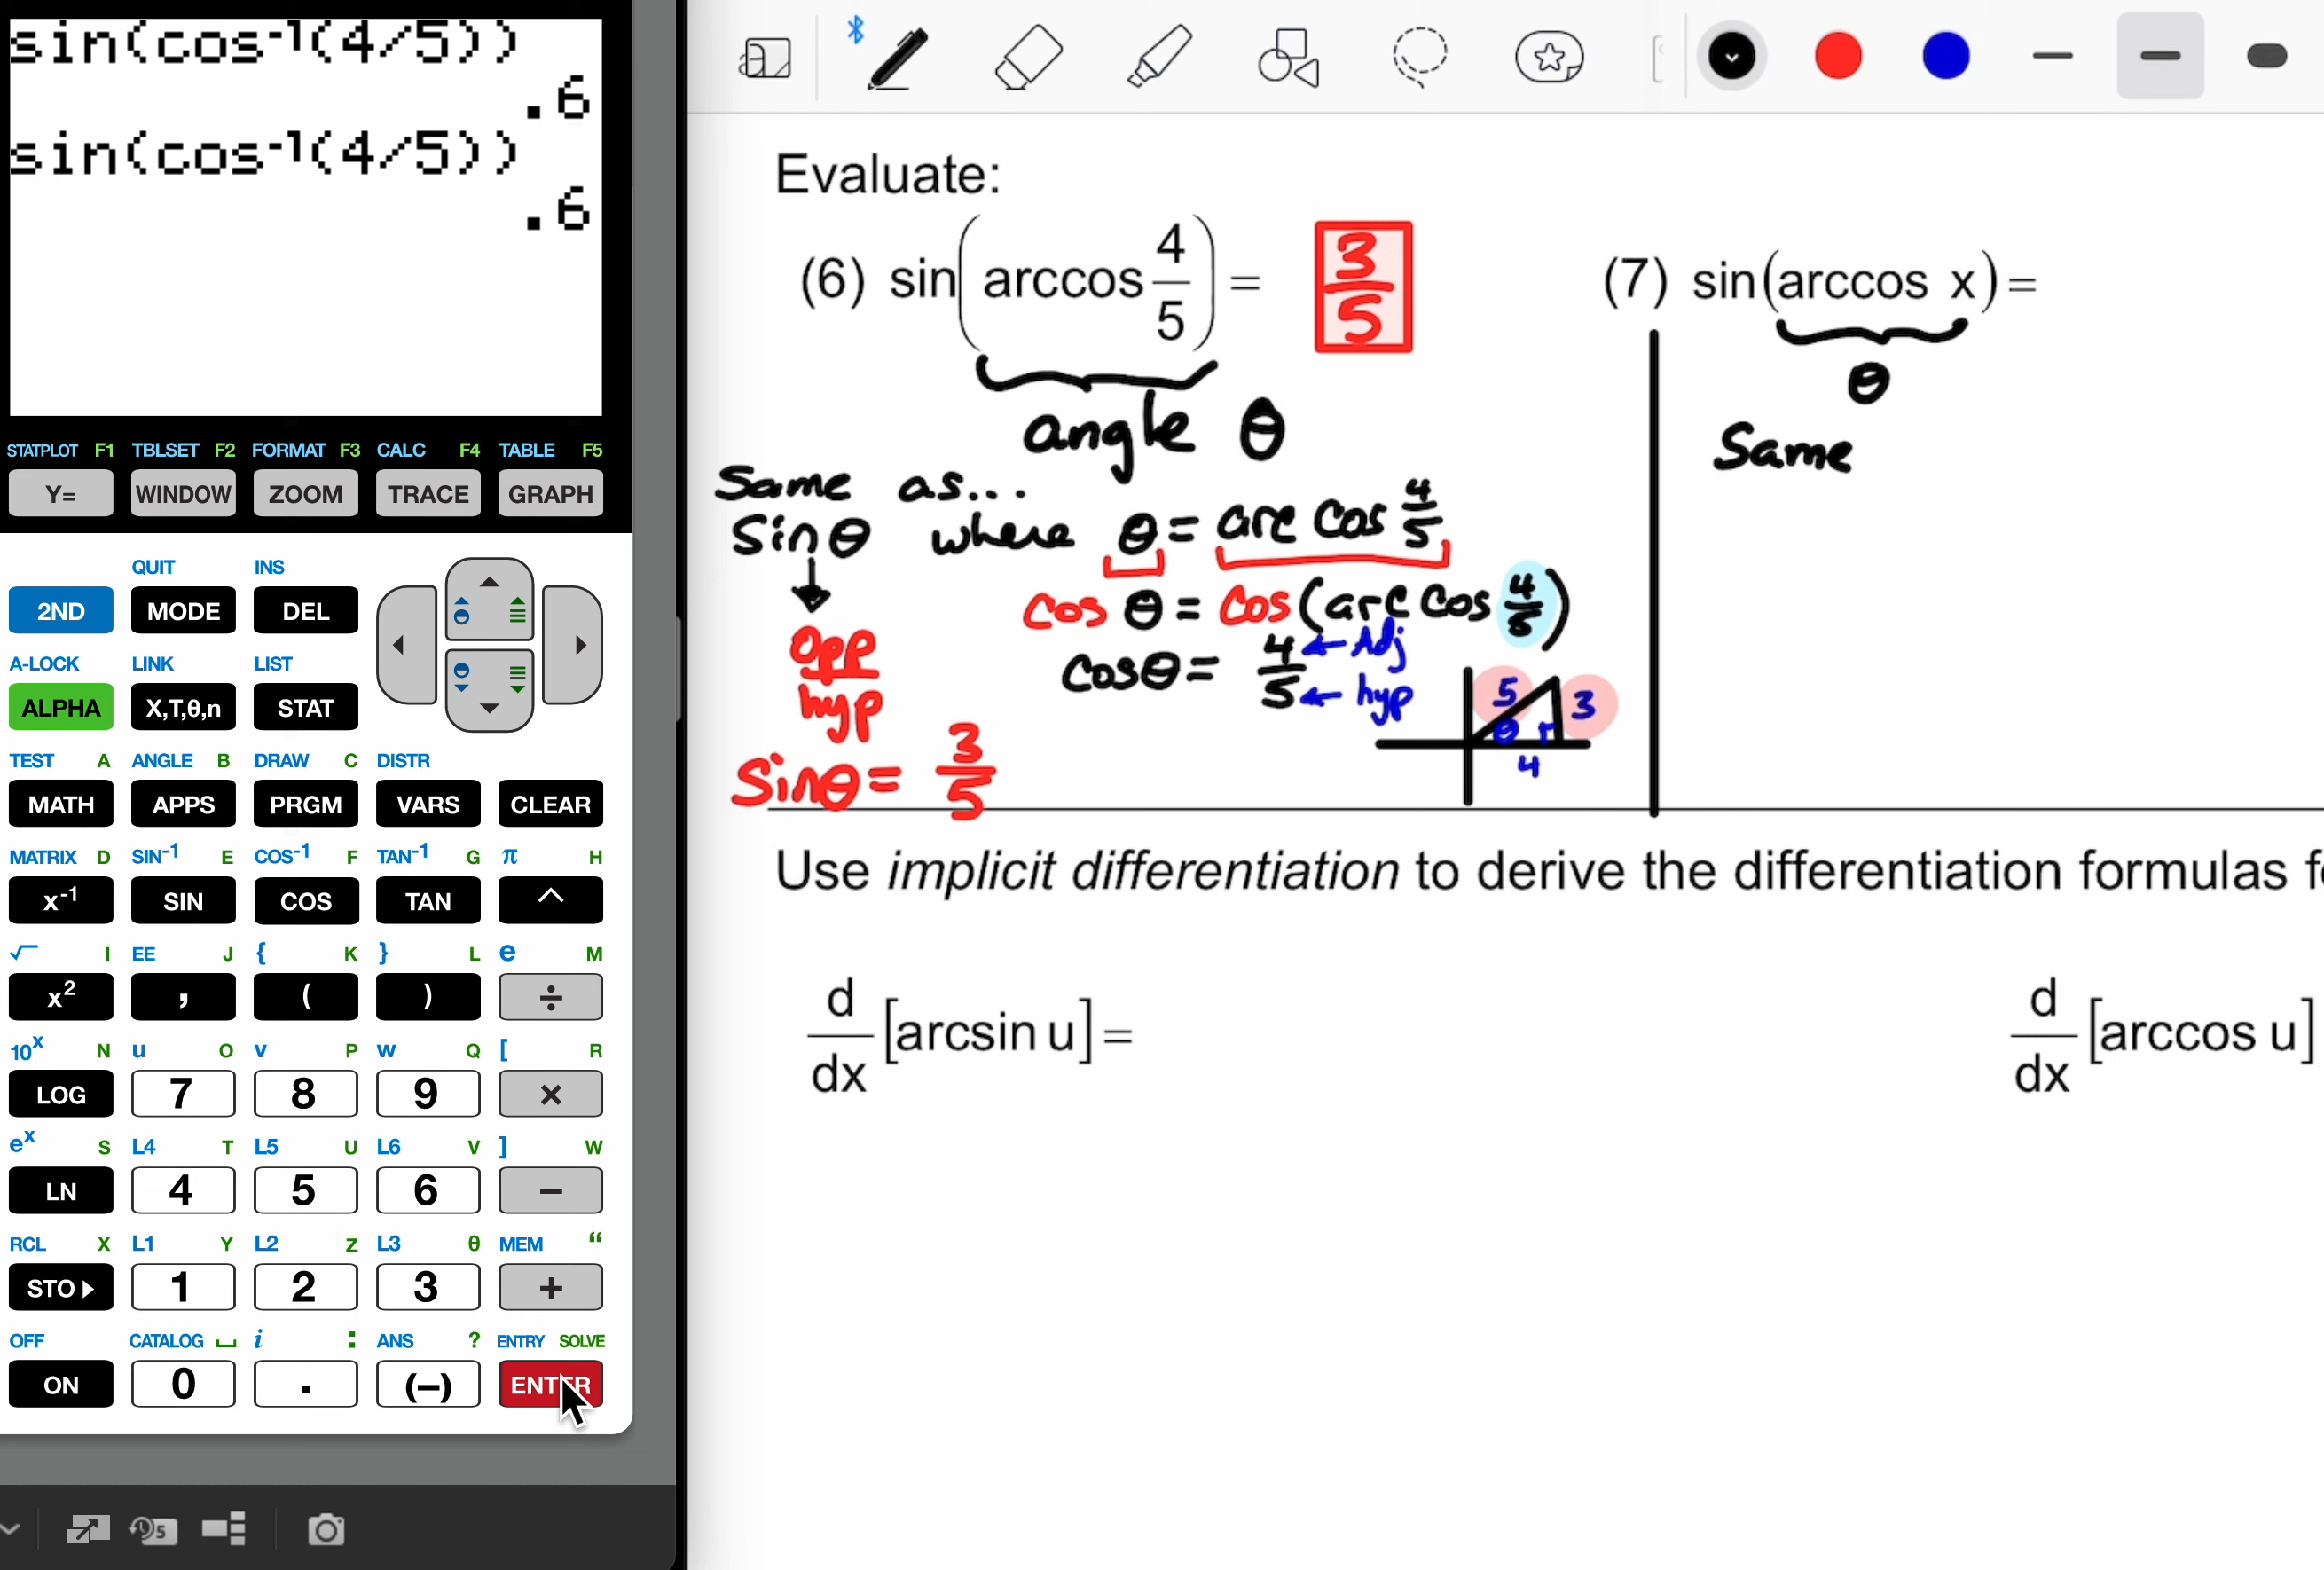 sin(cos⁻¹(4/5))
.6
sin(cos⁻¹(4/5))
.6
STATPLOT F1 TBLSET F2 FORMAT F3 CALC F4 TABLE F5
Y= WINDOW ZOOM TRACE GRAPH
QUIT INS
2ND MODE DEL
A-LOCK LINK LIST
ALPHA X,T,θ,n STAT
TEST A ANGLE B DRAW C DISTR
MATH APPS PRGM VARS CLEAR
MATRIX D SIN⁻¹ E COS⁻¹ F TAN⁻¹ G π H
x⁻¹ SIN COS TAN ^
√ I EE J { K } L e M
x² , ( ) ÷
10ˣ N u O v P w Q [ R
LOG 7 8 9 ×
eˣ S L4 T L5 U L6 V ] W
LN 4 5 6 −
RCL X L1 Y L2 Z L3 θ MEM “
STO▶ 1 2 3 +
OFF CATALOG ⎵ i : ANS ? ENTRY SOLVE
ON 0 . (−) ENTER
5
a
Evaluate:
(6) sin(arccos 4/5) = 3/5
angle θ
Same as...
sin θ where θ = arc cos 4/5
cos θ = cos(arc cos 4/5)
cos θ = 4/5 ← Adj ← hyp
opp/hyp
sin θ = 3/5
5 3
θ
4
(7) sin(arccos x) =
θ
Same
Use implicit differentiation to derive the differentiation formulas f
d/dx [arcsin u] =
d/dx [arccos u]